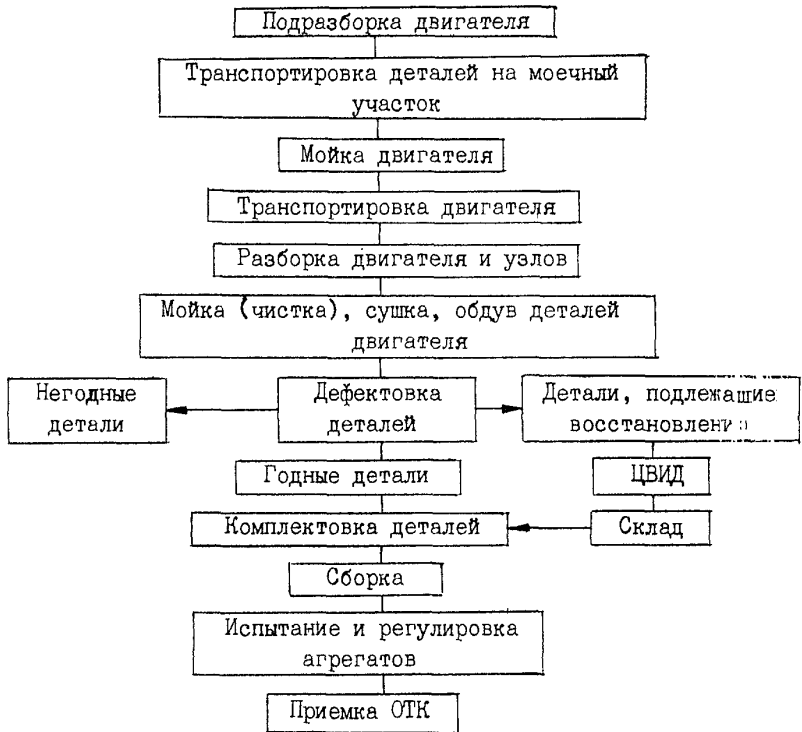 Подразборка двигателя
Транспортировка деталей на моечный
участок
Мойка двигателя
Транспортировка двигателя
Разборка двигателя и узлов
Мойка (чистка), сушка, обдув деталей
двигателя
Негодные
детали
Дефектовка
деталей
Детали, подлежащие
Годные детали
ЦВИД
Комплектовка деталей
Склад
Сборка
Испытание и регулировка
агрегатов
Приемка ОТК